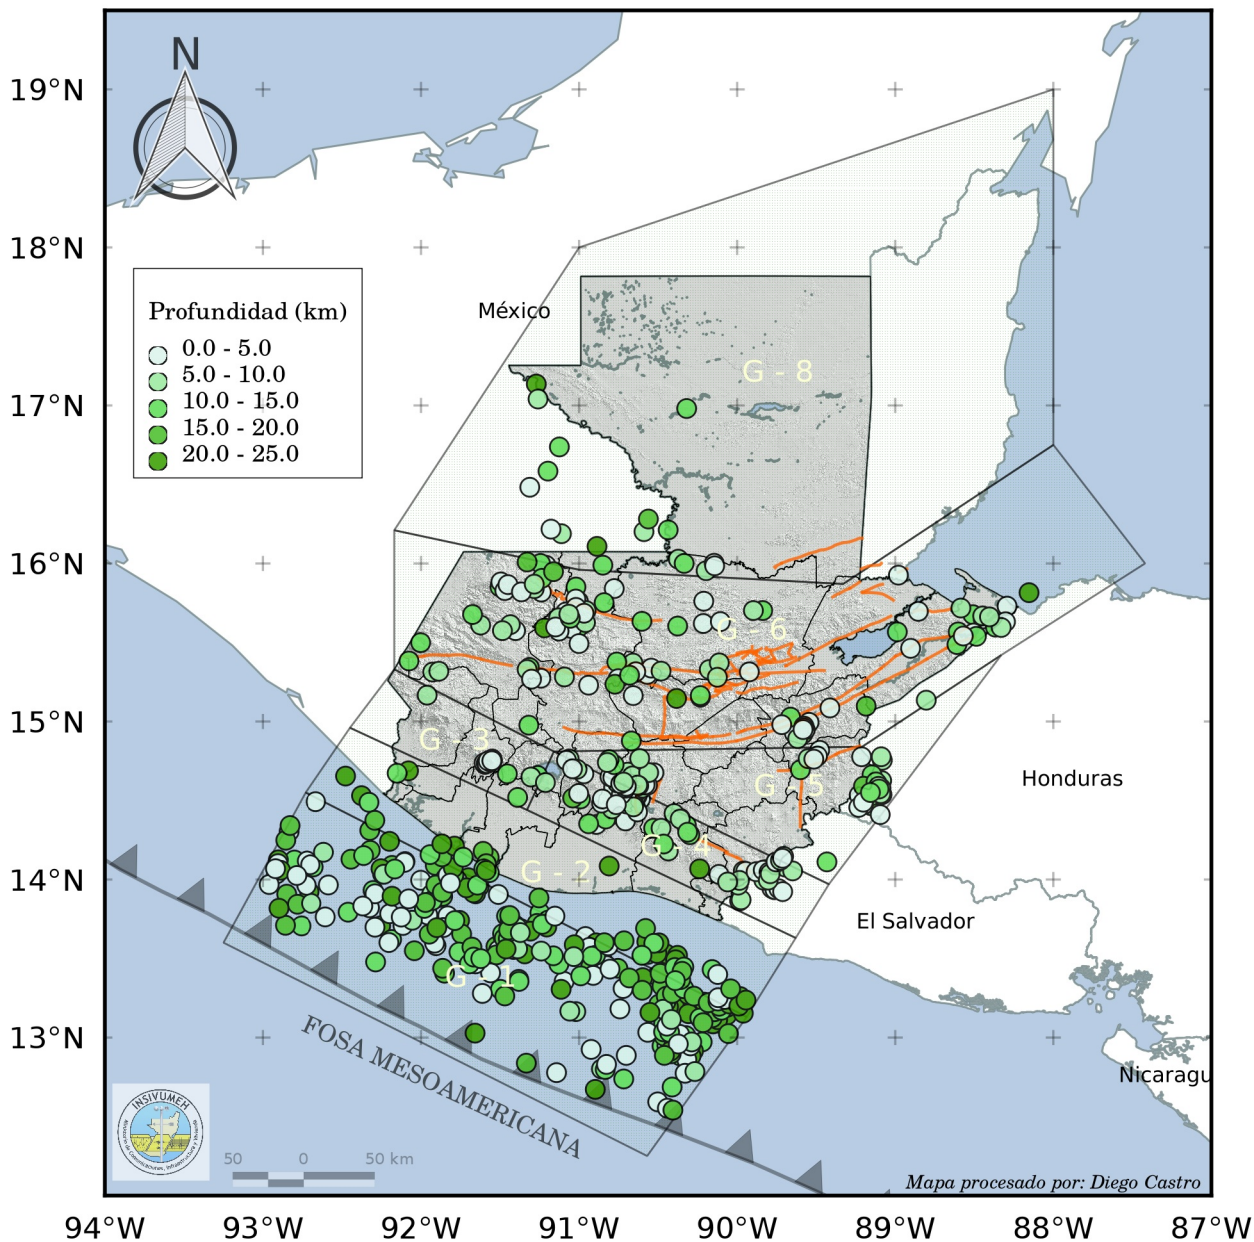 N
19°N
18°N
17°N
16°N
15°N
14°N
13°N
Profundidad (km)
0.0 - 5.0
5.0 - 10.0
10.0 - 15.0
15.0 - 20.0
20.0 - 25.0
México
G - 8
G - 6
G - 3
G - 5
G - 4
G - 2
G - 1
Honduras
El Salvador
Nicaragu
FOSA MESOAMERICANA
INSIVUMEH
50 0 50 km
Mapa procesado por: Diego Castro
94°W 93°W 92°W 91°W 90°W 89°W 88°W 87°W